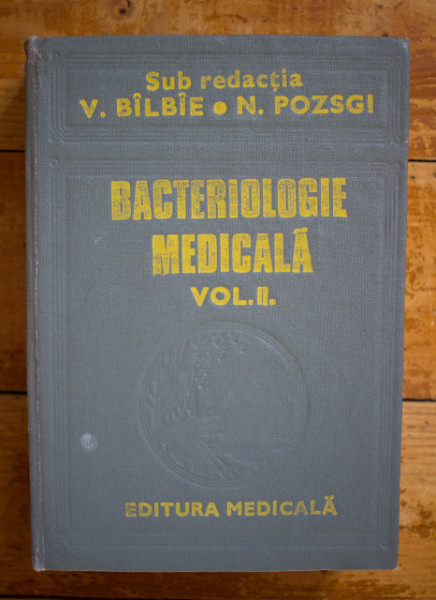 Sub redacția
V. BÎLBÎE • N. POZSGI
BACTERIOLOGIE
MEDICALĂ
VOL. II.
EDITURA MEDICALĂ